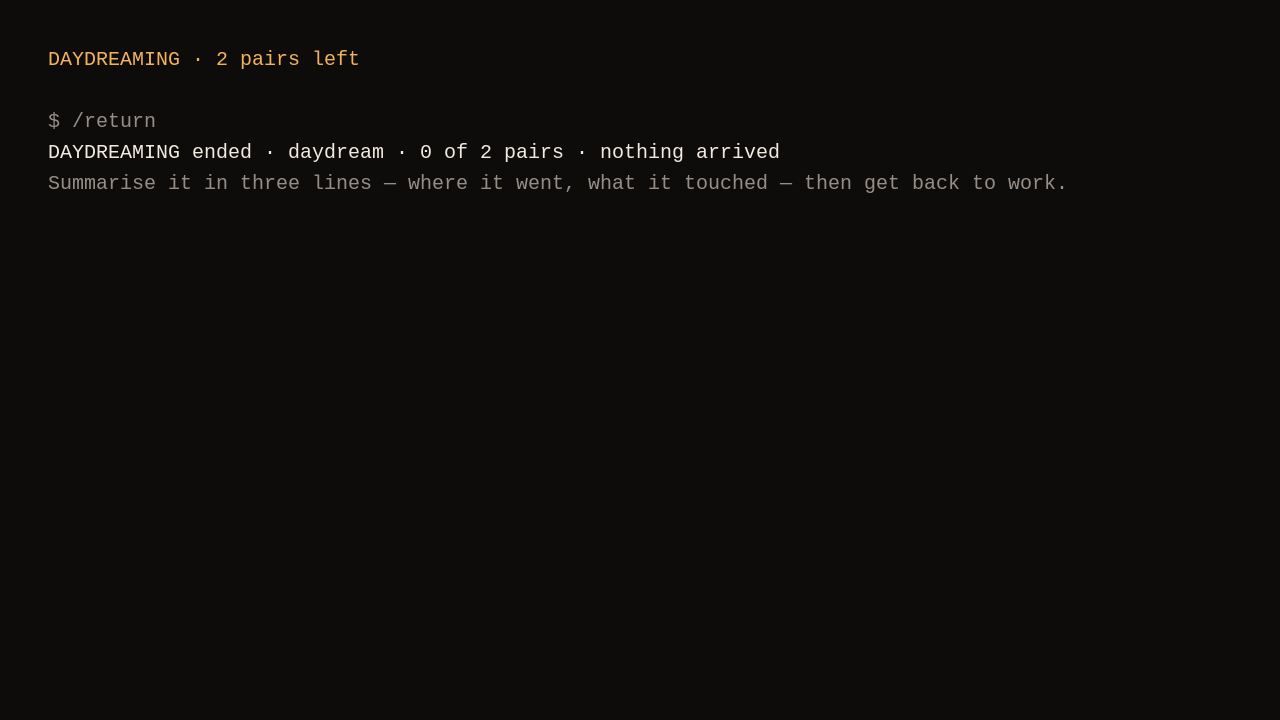 DAYDREAMING · 2 pairs left
$ /return
DAYDREAMING ended · daydream · 0 of 2 pairs · nothing arrived
Summarise it in three lines — where it went, what it touched — then get back to work.